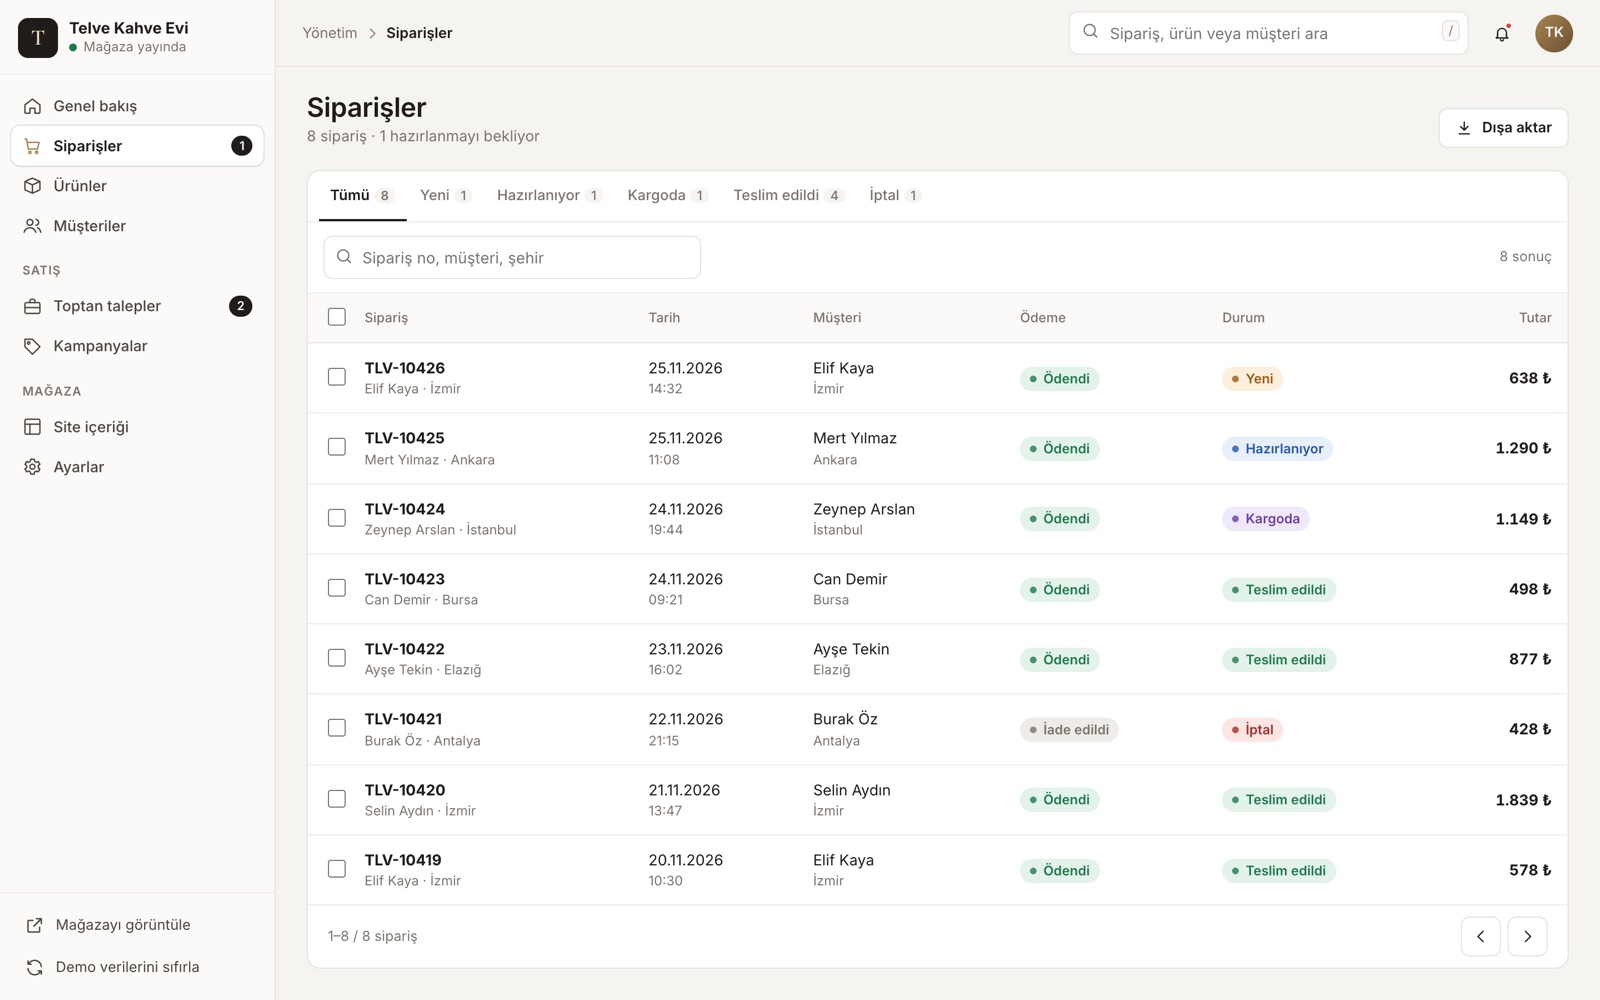 T
Telve Kahve Evi
Mağaza yayında
Genel bakış
Siparişler 1
Ürünler
Müşteriler
SATIŞ
Toptan talepler 2
Kampanyalar
MAĞAZA
Site içeriği
Ayarlar
Mağazayı görüntüle
Demo verilerini sıfırla
Yönetim > Siparişler
Sipariş, ürün veya müşteri ara /
TK
Siparişler
8 sipariş · 1 hazırlanmayı bekliyor
Dışa aktar
Tümü 8 Yeni 1 Hazırlanıyor 1 Kargoda 1 Teslim edildi 4 İptal 1
Sipariş no, müşteri, şehir
8 sonuç
Sipariş Tarih Müşteri Ödeme Durum Tutar
TLV-10426 25.11.2026 Elif Kaya Ödendi Yeni 638 ₺
Elif Kaya · İzmir 14:32 İzmir
TLV-10425 25.11.2026 Mert Yılmaz Ödendi Hazırlanıyor 1.290 ₺
Mert Yılmaz · Ankara 11:08 Ankara
TLV-10424 24.11.2026 Zeynep Arslan Ödendi Kargoda 1.149 ₺
Zeynep Arslan · İstanbul 19:44 İstanbul
TLV-10423 24.11.2026 Can Demir Ödendi Teslim edildi 498 ₺
Can Demir · Bursa 09:21 Bursa
TLV-10422 23.11.2026 Ayşe Tekin Ödendi Teslim edildi 877 ₺
Ayşe Tekin · Elazığ 16:02 Elazığ
TLV-10421 22.11.2026 Burak Öz İade edildi İptal 428 ₺
Burak Öz · Antalya 21:15 Antalya
TLV-10420 21.11.2026 Selin Aydın Ödendi Teslim edildi 1.839 ₺
Selin Aydın · İzmir 13:47 İzmir
TLV-10419 20.11.2026 Elif Kaya Ödendi Teslim edildi 578 ₺
Elif Kaya · İzmir 10:30 İzmir
1–8 / 8 sipariş